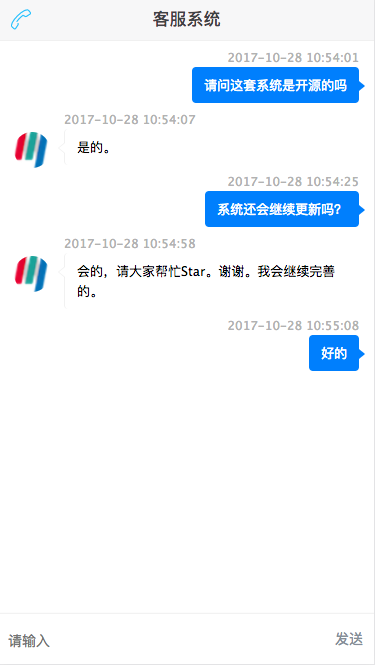 客服系统
2017-10-28 10:54:01
请问这套系统是开源的吗
2017-10-28 10:54:07
是的。
2017-10-28 10:54:25
系统还会继续更新吗？
2017-10-28 10:54:58
会的，请大家帮忙Star。谢谢。我会继续完善
的。
2017-10-28 10:55:08
好的
请输入
发送